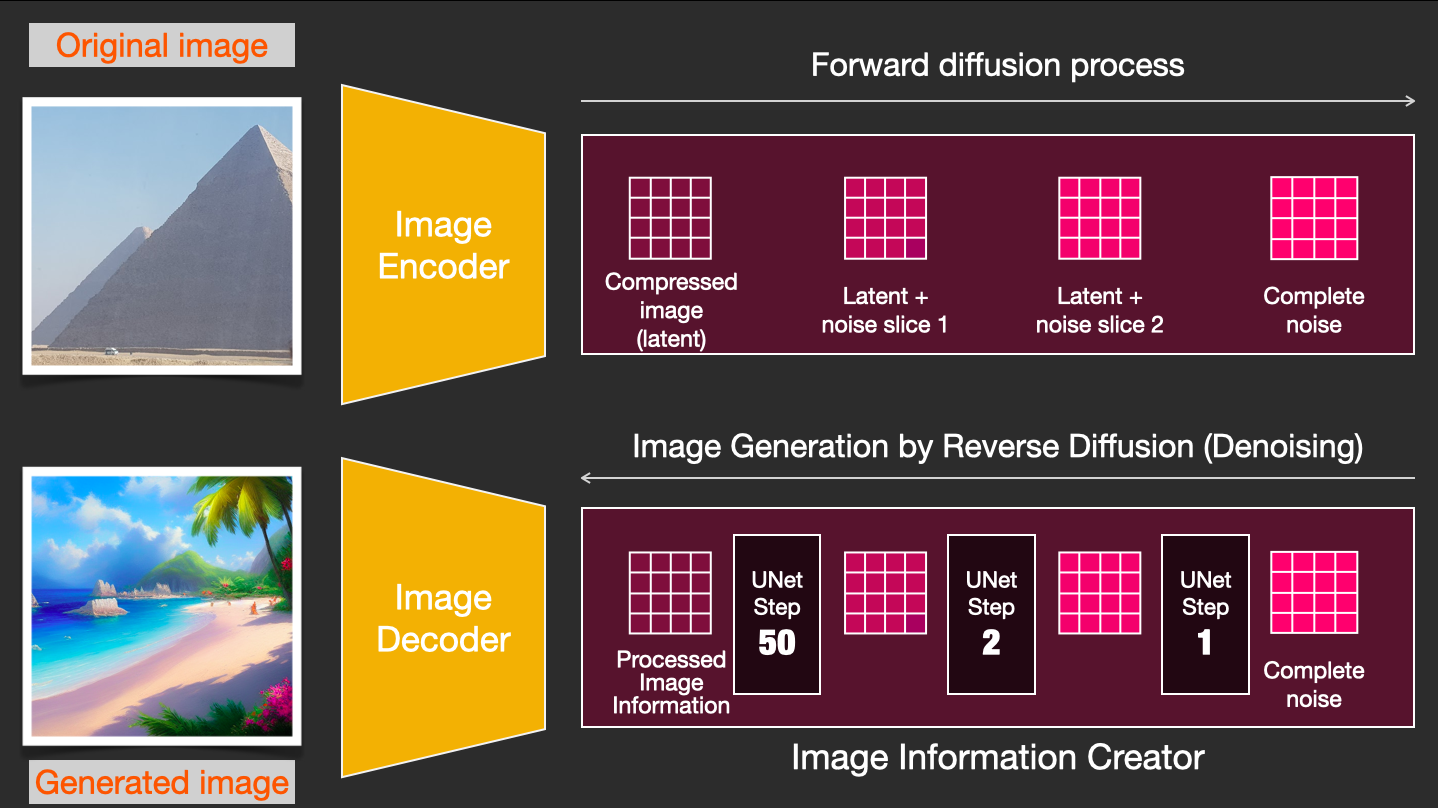 Original image
Forward diffusion process
Image
Encoder
Compressed
image
(latent)
Latent +
noise slice 1
Latent +
noise slice 2
Complete
noise
Image Generation by Reverse Diffusion (Denoising)
Image
Decoder
Processed
Image
Information
UNet
Step
50
UNet
Step
2
UNet
Step
1
Complete
noise
Image Information Creator
Generated image